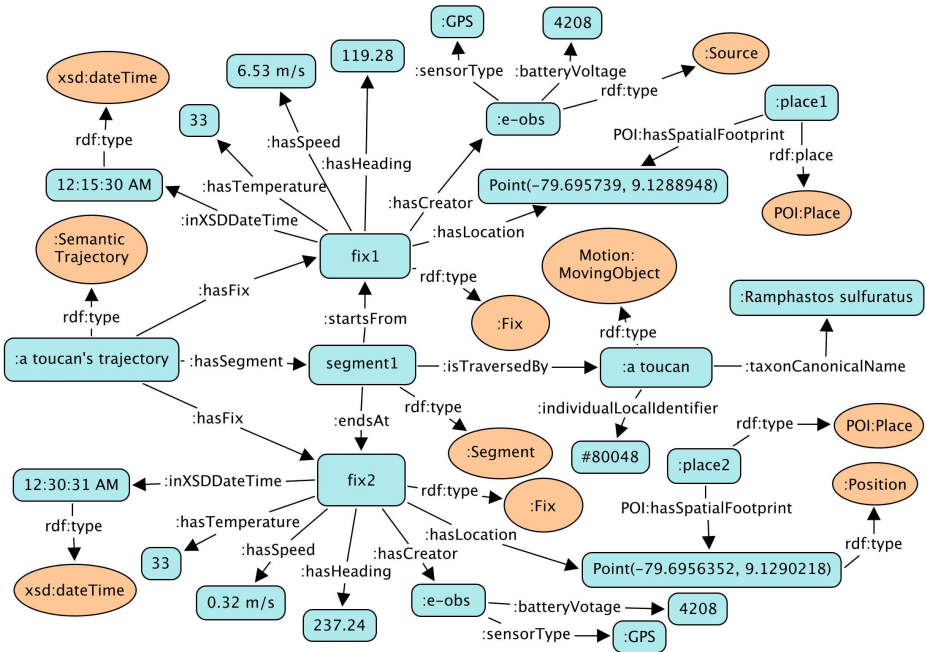 :GPS
4208
119.28
6.53 m/s
:sensorType
:batteryVoltage
:Source
xsd:dateTime
rdf:type
:place1
33
:e-obs
rdf:type
:hasSpeed
POI:hasSpatialFootprint
rdf:place
:hasHeading
12:15:30 AM
:hasTemperature
Point(-79.695739, 9.1288948)
:hasCreator
:inXSDDateTime
POI:Place
:hasLocation
:Semantic
Trajectory
fix1
Motion:
MovingObject
rdf:type
:hasFix
:Ramphastos sulfuratus
rdf:type
:startsFrom
:Fix
rdf:type
:a toucan's trajectory
:hasSegment
segment1
:isTraversedBy
:a toucan
:taxonCanonicalName
:hasFix
:endsAt
rdf:type
:individualLocalIdentifier
rdf:type
POI:Place
:Segment
#80048
:place2
12:30:31 AM
:inXSDDateTime
fix2
rdf:type
:Fix
:Position
POI:hasSpatialFootprint
rdf:type
:hasTemperature
:hasLocation
:hasSpeed
:hasCreator
rdf:type
33
:hasHeading
Point(-79.6956352, 9.1290218)
xsd:dateTime
0.32 m/s
:e-obs
:batteryVotage
4208
237.24
:sensorType
:GPS